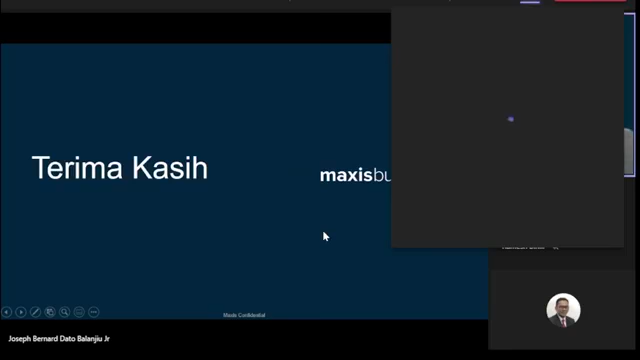 Terima Kasih
maxisbu
Maxis Confidential
Joseph Bernard Dato Balanjiu Jr